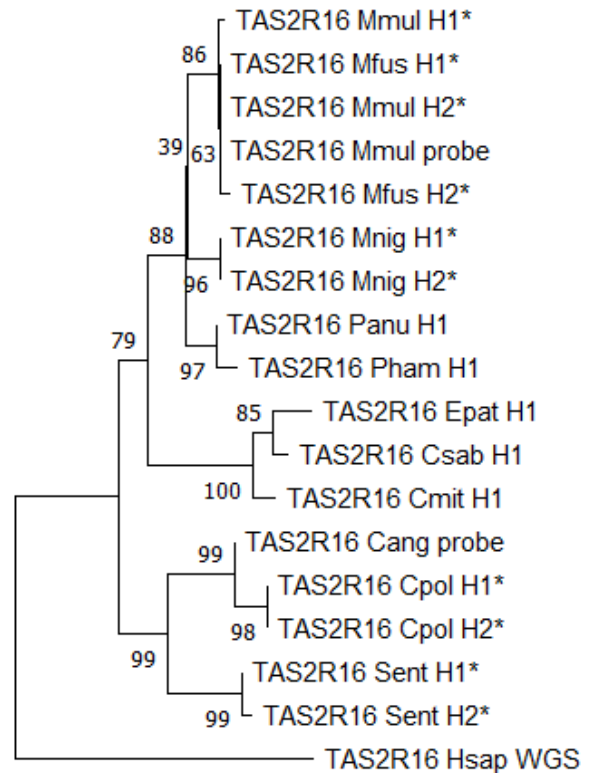 TAS2R16 Mmul H1*
86
TAS2R16 Mfus H1*
TAS2R16 Mmul H2*
39 63 TAS2R16 Mmul probe
TAS2R16 Mfus H2*
88 TAS2R16 Mnig H1*
96 TAS2R16 Mnig H2*
TAS2R16 Panu H1
79
97 TAS2R16 Pham H1
85 TAS2R16 Epat H1
TAS2R16 Csab H1
100 TAS2R16 Cmit H1
TAS2R16 Cang probe
99
TAS2R16 Cpol H1*
98 TAS2R16 Cpol H2*
99
TAS2R16 Sent H1*
99 TAS2R16 Sent H2*
TAS2R16 Hsap WGS